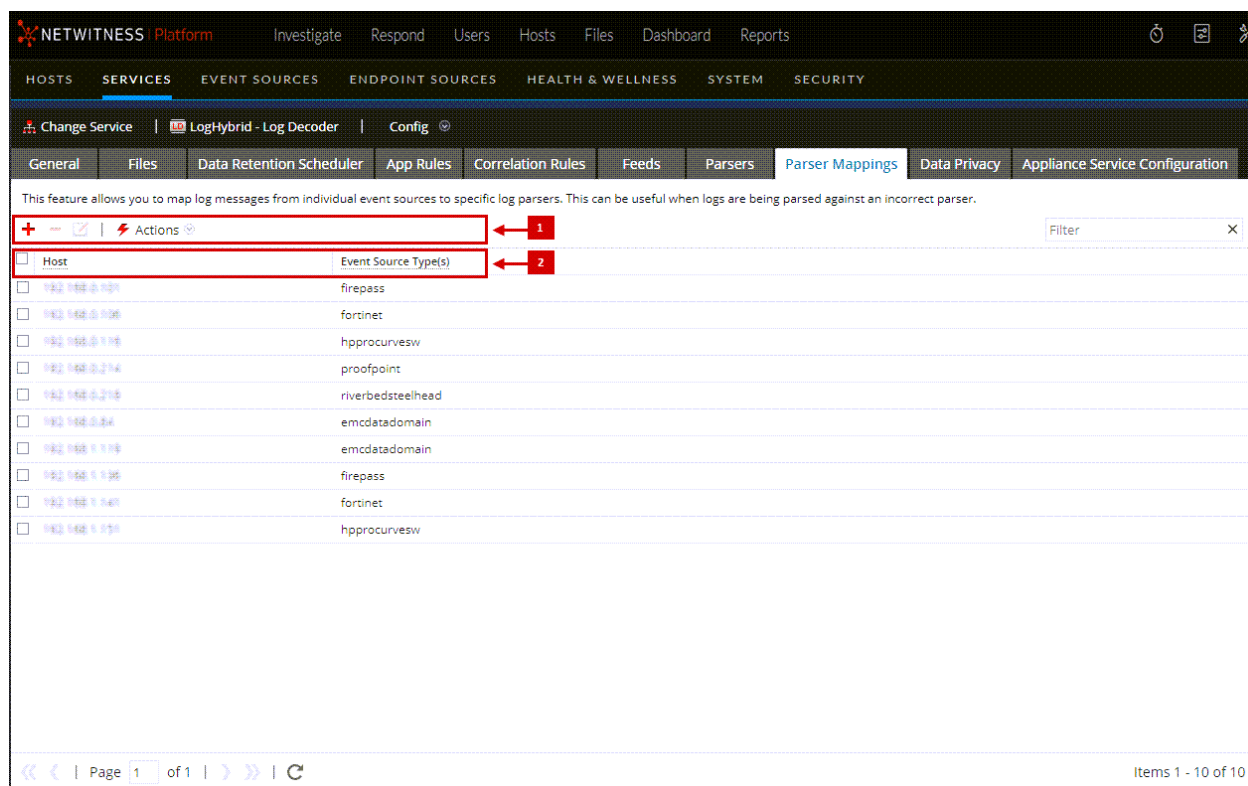 NETWITNESS Platform Investigate Respond Users Hosts Files Dashboard Reports
HOSTS SERVICES EVENT SOURCES ENDPOINT SOURCES HEALTH & WELLNESS SYSTEM SECURITY
Change Service | LD LogHybrid - Log Decoder | Config
General Files Data Retention Scheduler App Rules Correlation Rules Feeds Parsers Parser Mappings Data Privacy Appliance Service Configuration
This feature allows you to map log messages from individual event sources to specific log parsers. This can be useful when logs are being parsed against an incorrect parser.
Actions 1 Filter
Host Event Source Type(s) 2
firepass
fortinet
hpprocurvesw
proofpoint
riverbedsteelhead
emcdatadomain
emcdatadomain
firepass
fortinet
hpprocurvesw
Page 1 of 1 Items 1 - 10 of 10